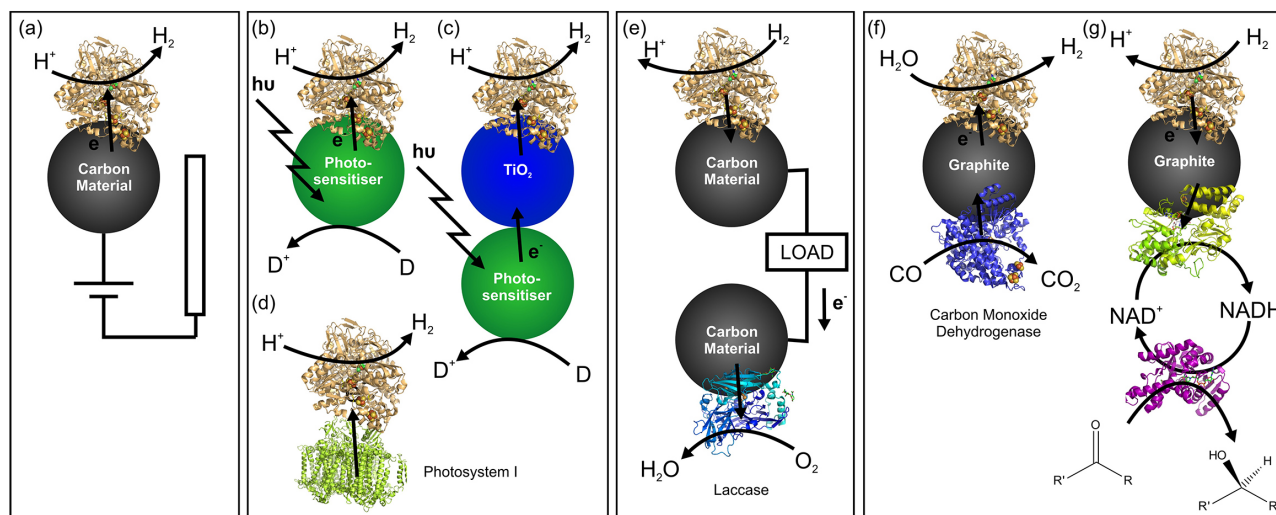 (a)
H+
H2
e-
Carbon
Material
(b)
H+
H2
hυ
e-
Photo-
sensitiser
D+
D
(c)
H+
H2
hυ
TiO2
e-
Photo-
sensitiser
D+
D
(d)
H+
H2
Photosystem I
(e)
H+
H2
Carbon
Material
LOAD
e-
Carbon
Material
H2O
O2
Laccase
(f)
H2O
H2
e-
Graphite
CO
CO2
Carbon Monoxide
Dehydrogenase
(g)
H+
H2
e-
Graphite
NAD+
NADH
O
R'
R
HO
H
R'
R